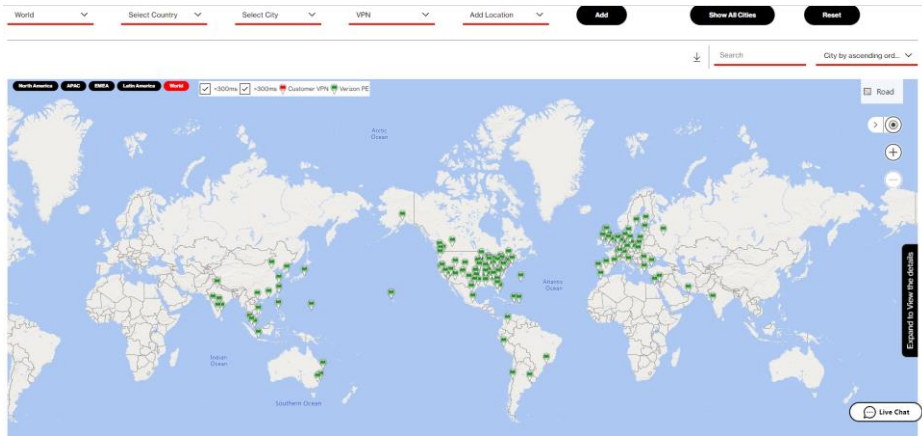 World Select Country Select City VPN Add Location Add Show All Cities Reset
Search City by ascending ord...
North America APAC EMEA Latin America World <300ms >300ms Customer VPN Verizon PE
Road
Arctic
Ocean
Atlantic
Ocean
Indian
Ocean
Southern Ocean
Expand to View the details
Live Chat